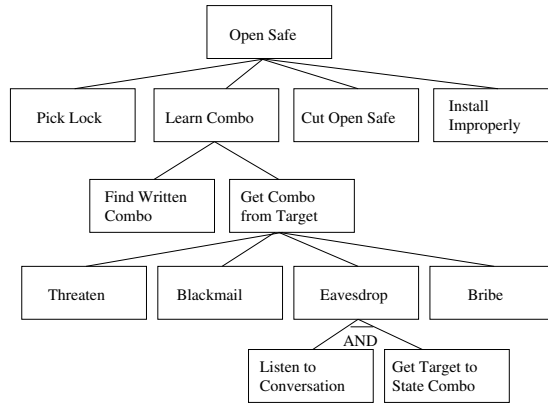 Open Safe
Pick Lock
Learn Combo
Cut Open Safe
Install
Improperly
Find Written
Combo
Get Combo
from Target
Threaten
Blackmail
Eavesdrop
Bribe
AND
Listen to
Conversation
Get Target to
State Combo